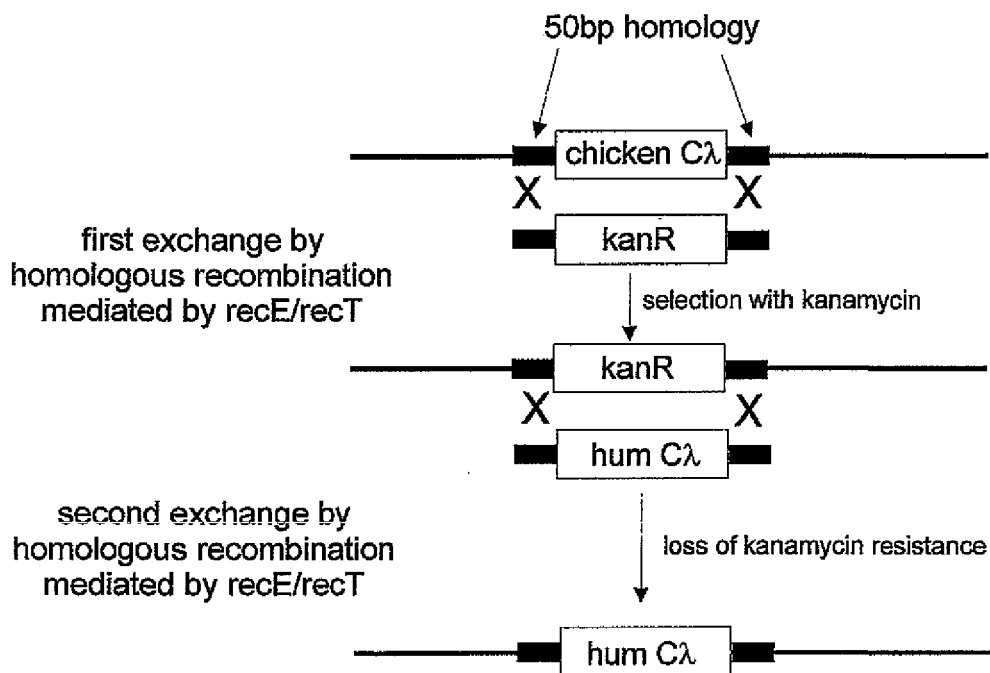 50bp homology
chicken Cλ
X X
kanR
first exchange by
homologous recombination
mediated by recE/recT
selection with kanamycin
kanR
X X
hum Cλ
second exchange by
homologous recombination
mediated by recE/recT
loss of kanamycin resistance
hum Cλ